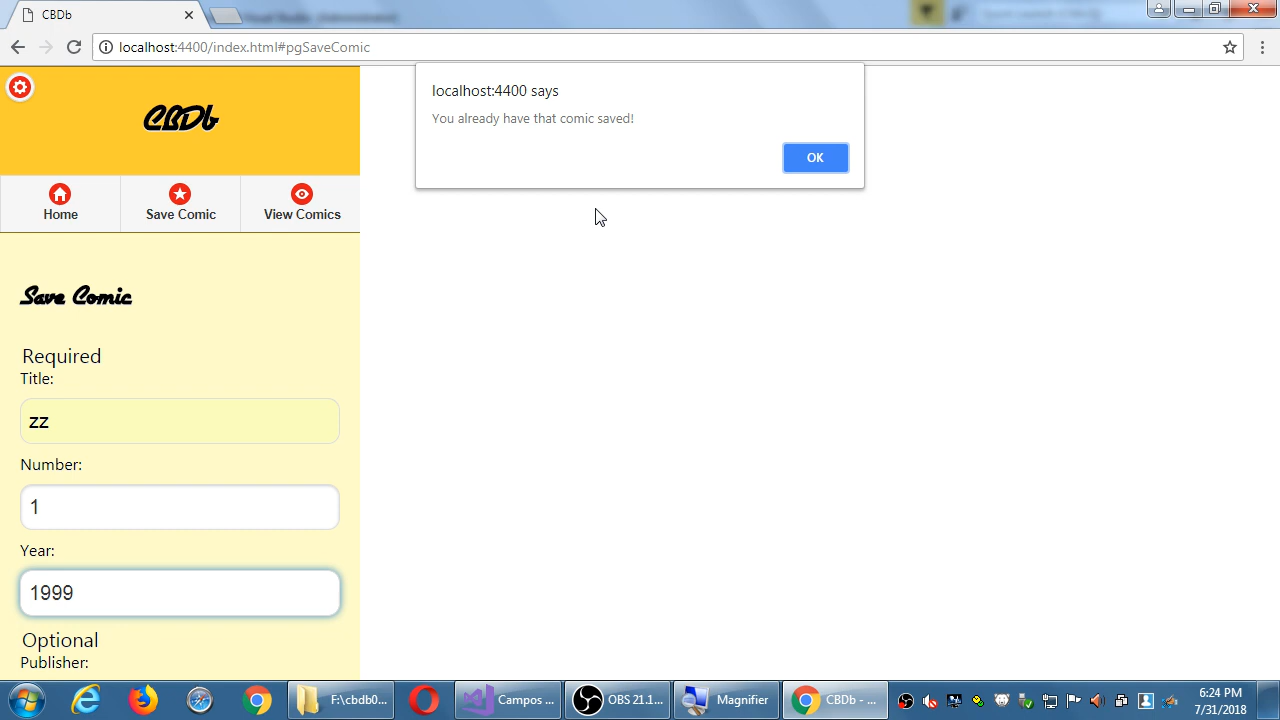 CBDb
localhost:4400/index.html#pgSaveComic
localhost:4400 says
You already have that comic saved!
OK
CBDb
Home
Save Comic
View Comics
Save Comic
Required
Title:
zz
Number:
1
Year:
1999
Optional
Publisher:
F:\cbdb0...
Campos ...
OBS 21.1...
Magnifier
CBDb - ...
6:24 PM
7/31/2018